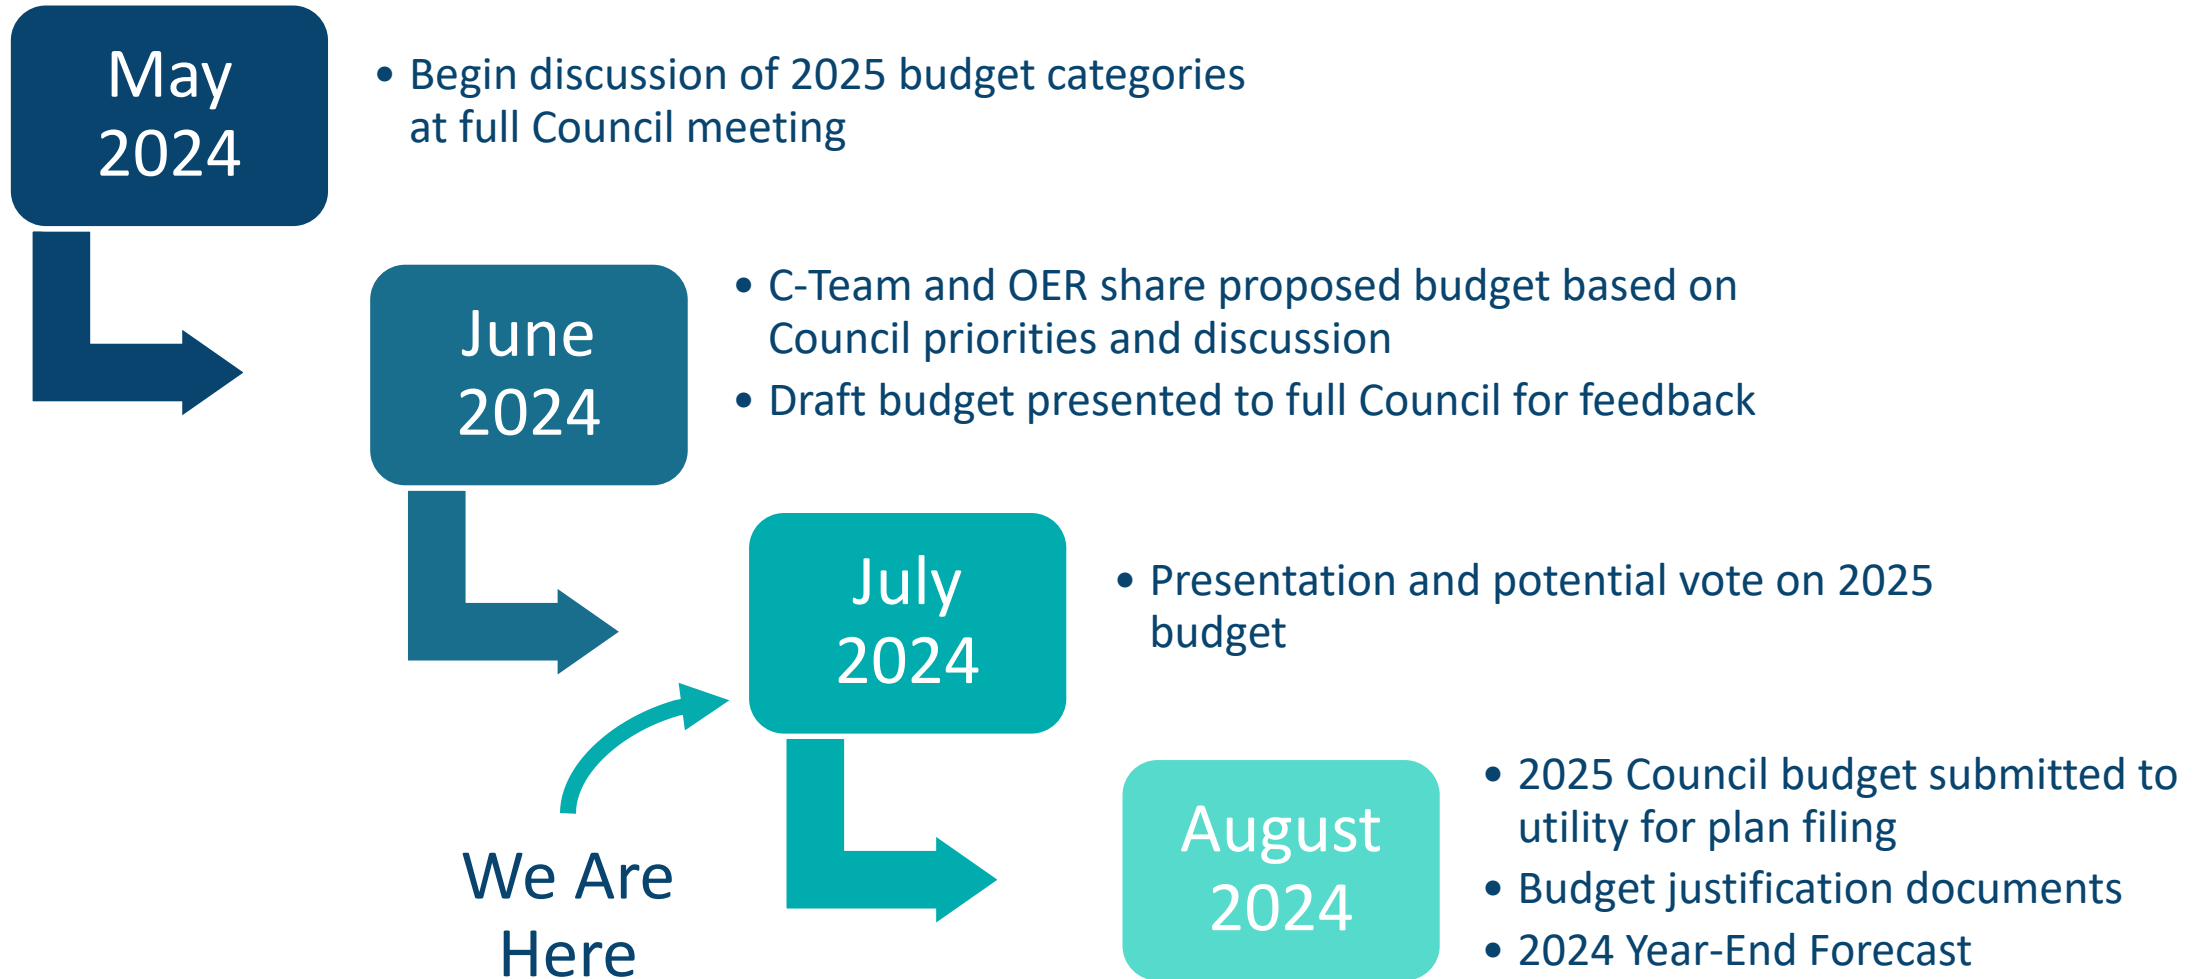 May
2024
• Begin discussion of 2025 budget categories
at full Council meeting
June
2024
• C-Team and OER share proposed budget based on
Council priorities and discussion
• Draft budget presented to full Council for feedback
July
2024
• Presentation and potential vote on 2025
budget
We Are
Here
August
2024
• 2025 Council budget submitted to
utility for plan filing
• Budget justification documents
• 2024 Year-End Forecast